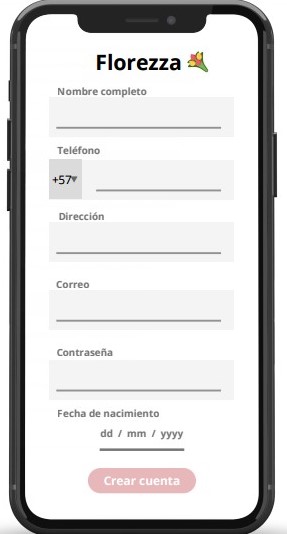 Florezza
Nombre completo
Teléfono
+57
Dirección
Correo
Contraseña
Fecha de nacimiento
dd / mm / yyyy
Crear cuenta